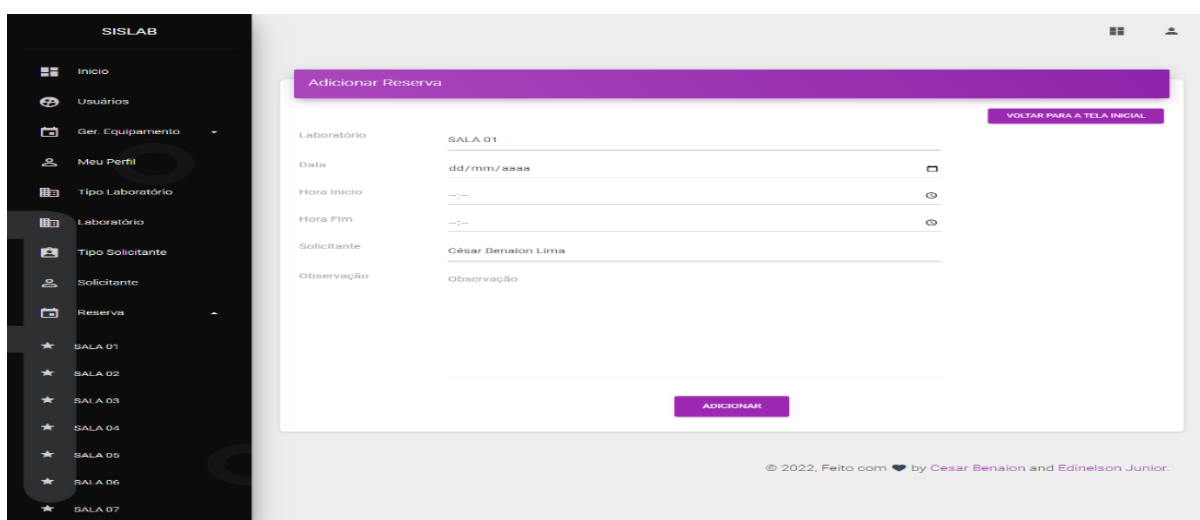 SISLAB
Inicio
Usuários
Ger. Equipamento
Meu Perfil
Tipo Laboratório
Laboratório
Tipo Solicitante
Solicitante
Reserva
SALA 01
SALA 02
SALA 03
SALA 04
SALA 05
SALA 06
SALA 07
Adicionar Reserva
VOLTAR PARA A TELA INICIAL
Laboratório
SALA 01
Data
dd/mm/aaaa
Hora Inicio
--:--
Hora Fim
--:--
Solicitante
César Benaion Lima
Observação
Observação
ADICIONAR
© 2022, Feito com ♥ by Cesar Benaion and Edinelson Junior.